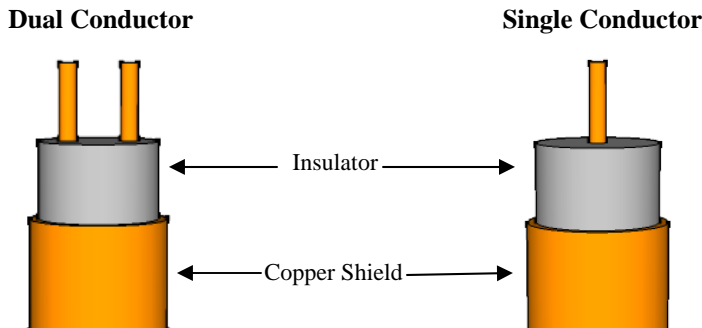 Dual Conductor
Single Conductor
Insulator
Copper Shield